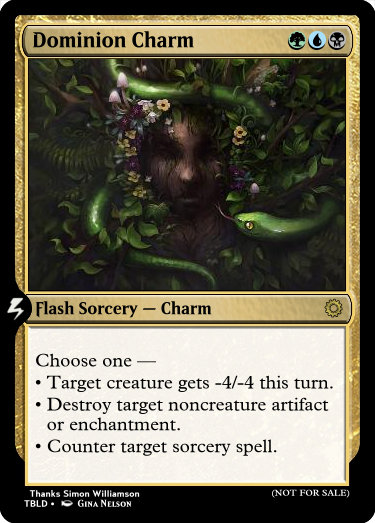 Dominion Charm
Flash Sorcery — Charm
Choose one —
• Target creature gets -4/-4 this turn.
• Destroy target noncreature artifact
or enchantment.
• Counter target sorcery spell.
Thanks Simon Williamson
(NOT FOR SALE)
TBLD • Gina Nelson